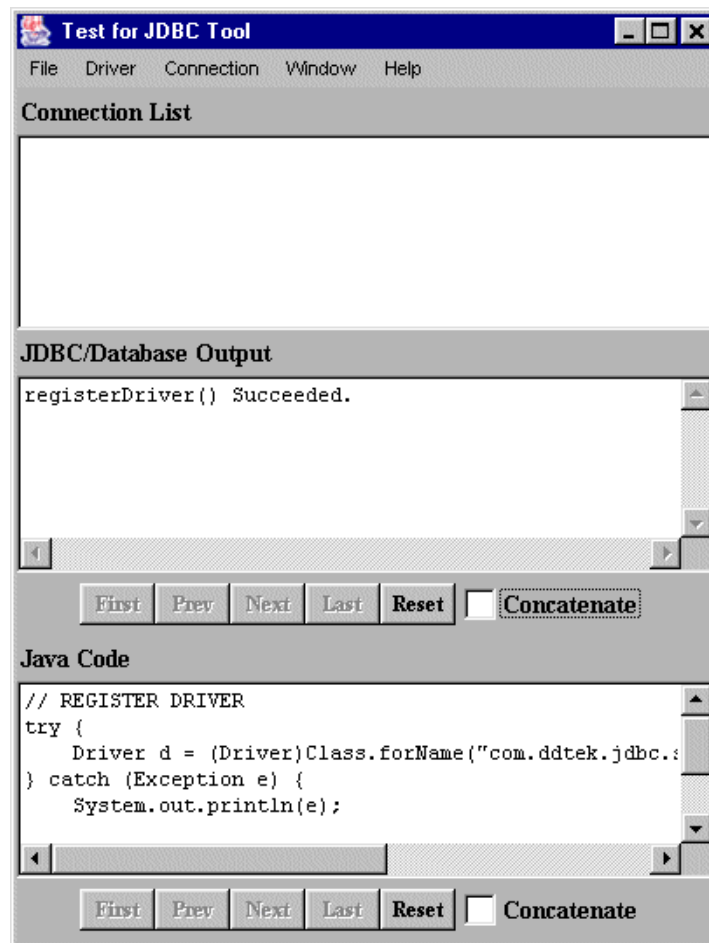 Test for JDBC Tool
File Driver Connection Window Help
Connection List
JDBC/Database Output
registerDriver() Succeeded.
First Prev Next Last Reset Concatenate
Java Code
// REGISTER DRIVER
try {
    Driver d = (Driver)Class.forName("com.ddtek.jdbc.s
} catch (Exception e) {
    System.out.println(e);
First Prev Next Last Reset Concatenate